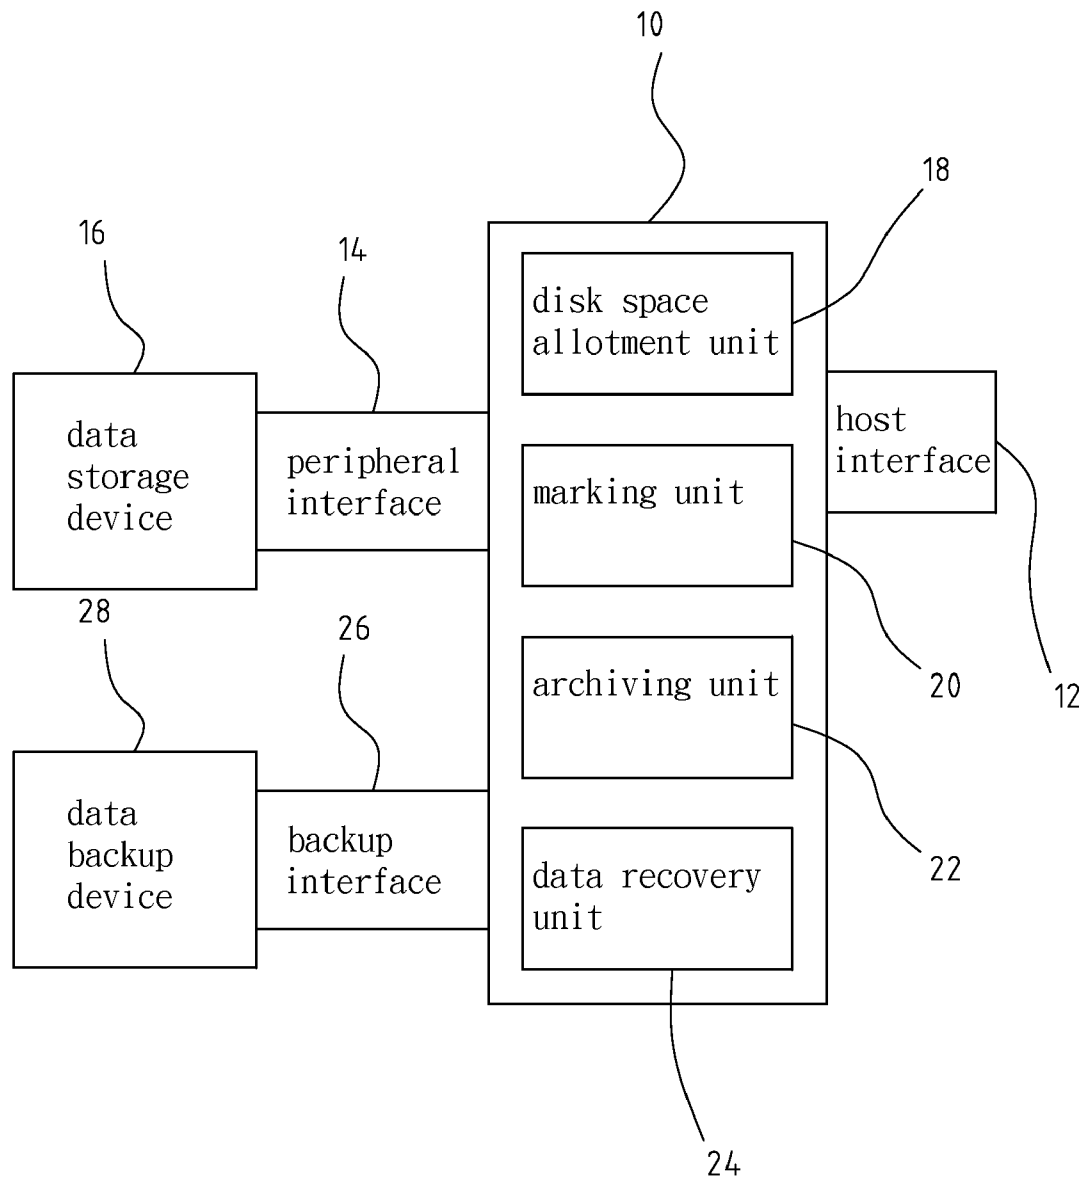 10
18
16
14
disk space
allotment unit
data
storage
device
peripheral
interface
host
interface
marking unit
12
20
28
26
archiving unit
data
backup
device
backup
interface
22
data recovery
unit
24